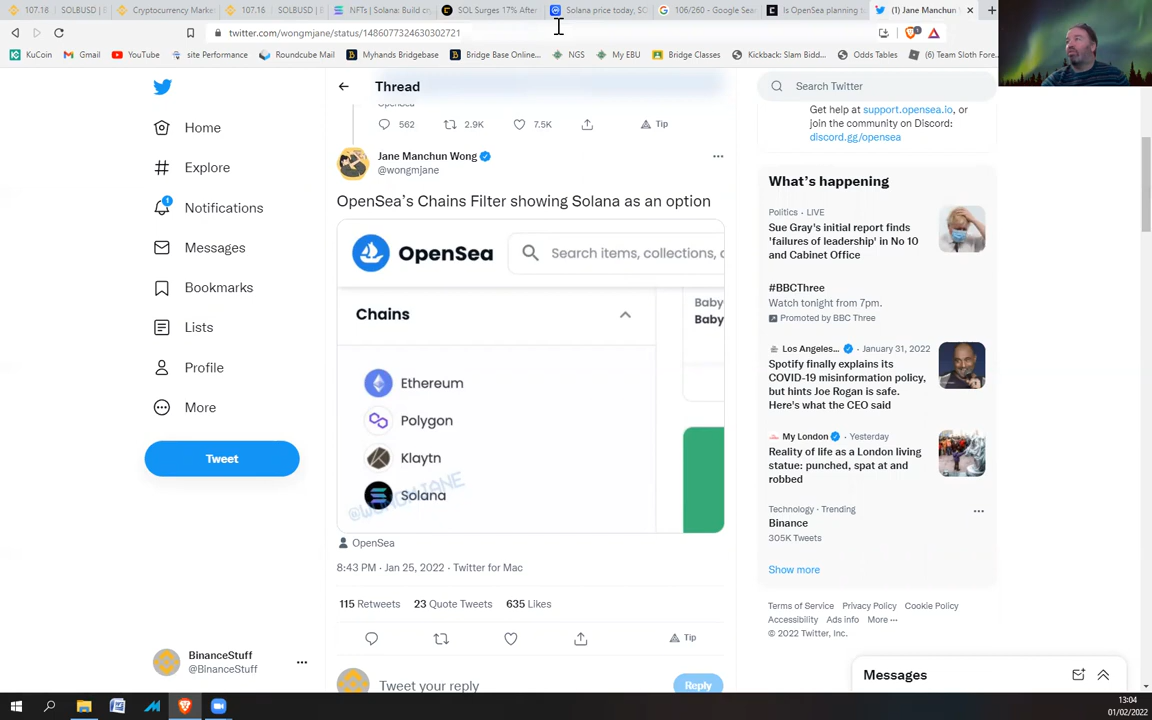 107.18 SOLBUSD | B
Cryptocurrency Marke
107.16 SOLBUSD | B
NFTs | Solana: Build cry
SOL Surges 17% After
Solana price today, SO
106/260 - Google Sea
Is OpenSea planning t
(1) Jane Manchun W
twitter.com/wongmjane/status/1486077324630302721
1
KuCoin
Gmail
YouTube
site Performance
Roundcube Mail
Myhands Bridgebase
Bridge Base Online...
NGS
My EBU
Bridge Classes
Kickback: Slam Bidd...
Odds Tables
(6) Team Sloth Fore
Thread
Search Twitter
Home
Explore
1
Notifications
Messages
Bookmarks
Lists
Profile
More
Tweet
BinanceStuff
@BinanceStuff
OpenSea
562
2.9K
7.5K
Tip
Jane Manchun Wong
@wongmjane
OpenSea’s Chains Filter showing Solana as an option
OpenSea
Search items, collections, a
Chains
Baby
Baby
Ethereum
Polygon
Klaytn
Solana
@WONGMJANE
OpenSea
8:43 PM · Jan 25, 2022 · Twitter for Mac
115 Retweets 23 Quote Tweets 635 Likes
Tip
Tweet your reply
Reply
Get help at support.opensea.io, or
join the community on Discord:
discord.gg/opensea
What’s happening
Politics · LIVE
Sue Gray's initial report finds
'failures of leadership' in No 10
and Cabinet Office
#BBCThree
Watch tonight from 7pm.
Promoted by BBC Three
Los Angeles... · January 31, 2022
Spotify finally explains its
COVID-19 misinformation policy,
but hints Joe Rogan is safe.
Here's what the CEO said
My London · Yesterday
Reality of life as a London living
statue: punched, spat at and
robbed
Technology · Trending
Binance
305K Tweets
Show more
Terms of Service Privacy Policy Cookie Policy
Accessibility Ads info More ···
© 2022 Twitter, Inc.
Messages
13:04
01/02/2022